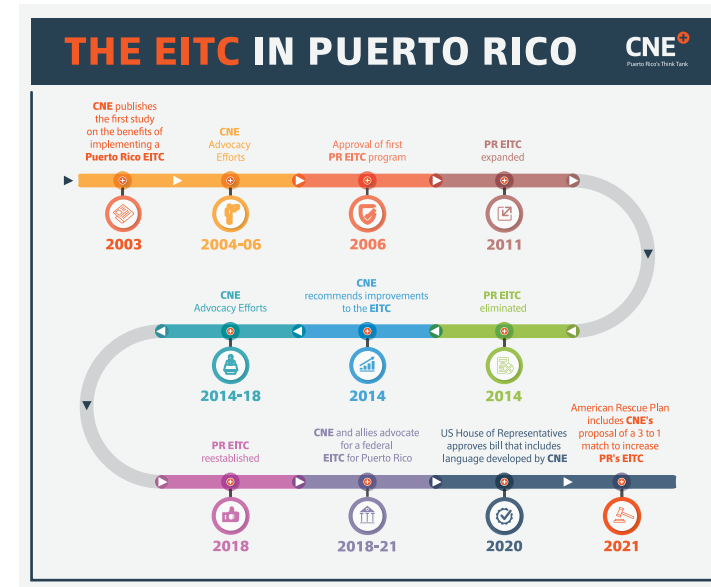 THE EITC IN PUERTO RICO
CNE
Puerto Rico's Think Tank
CNE publishes
the first study
on the benefits of
implementing a
Puerto Rico EITC
2003
CNE
Advocacy
Efforts
2004-06
Approval of first
PR EITC program
2006
PR EITC
expanded
2011
PR EITC
eliminated
2014
CNE
recommends improvements
to the EITC
2014
CNE
Advocacy Efforts
2014-18
PR EITC
reestablished
2018
CNE and allies advocate
for a federal
EITC for Puerto Rico
2018-21
US House of Representatives
approves bill that includes
language developed by CNE
2020
American Rescue Plan
includes CNE's
proposal of a 3 to 1
match to increase
PR's EITC
2021